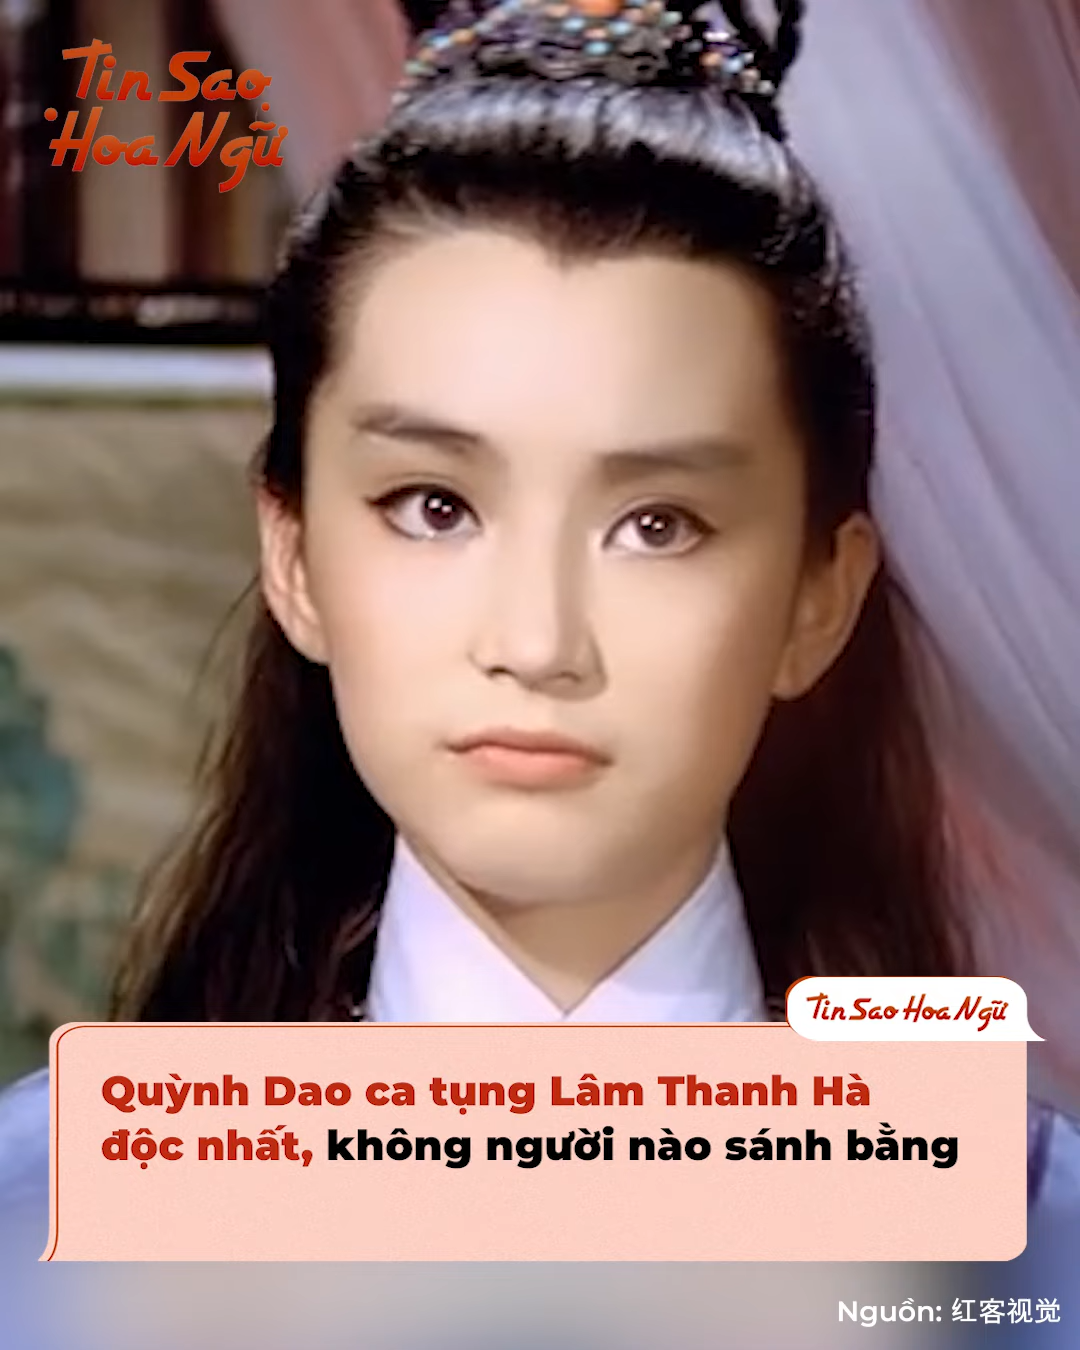 Tin Sao
Hoa Ngữ
Tin Sao Hoa Ngữ
Quỳnh Dao ca tụng Lâm Thanh Hà
độc nhất, không người nào sánh bằng
Nguồn: 红客视觉